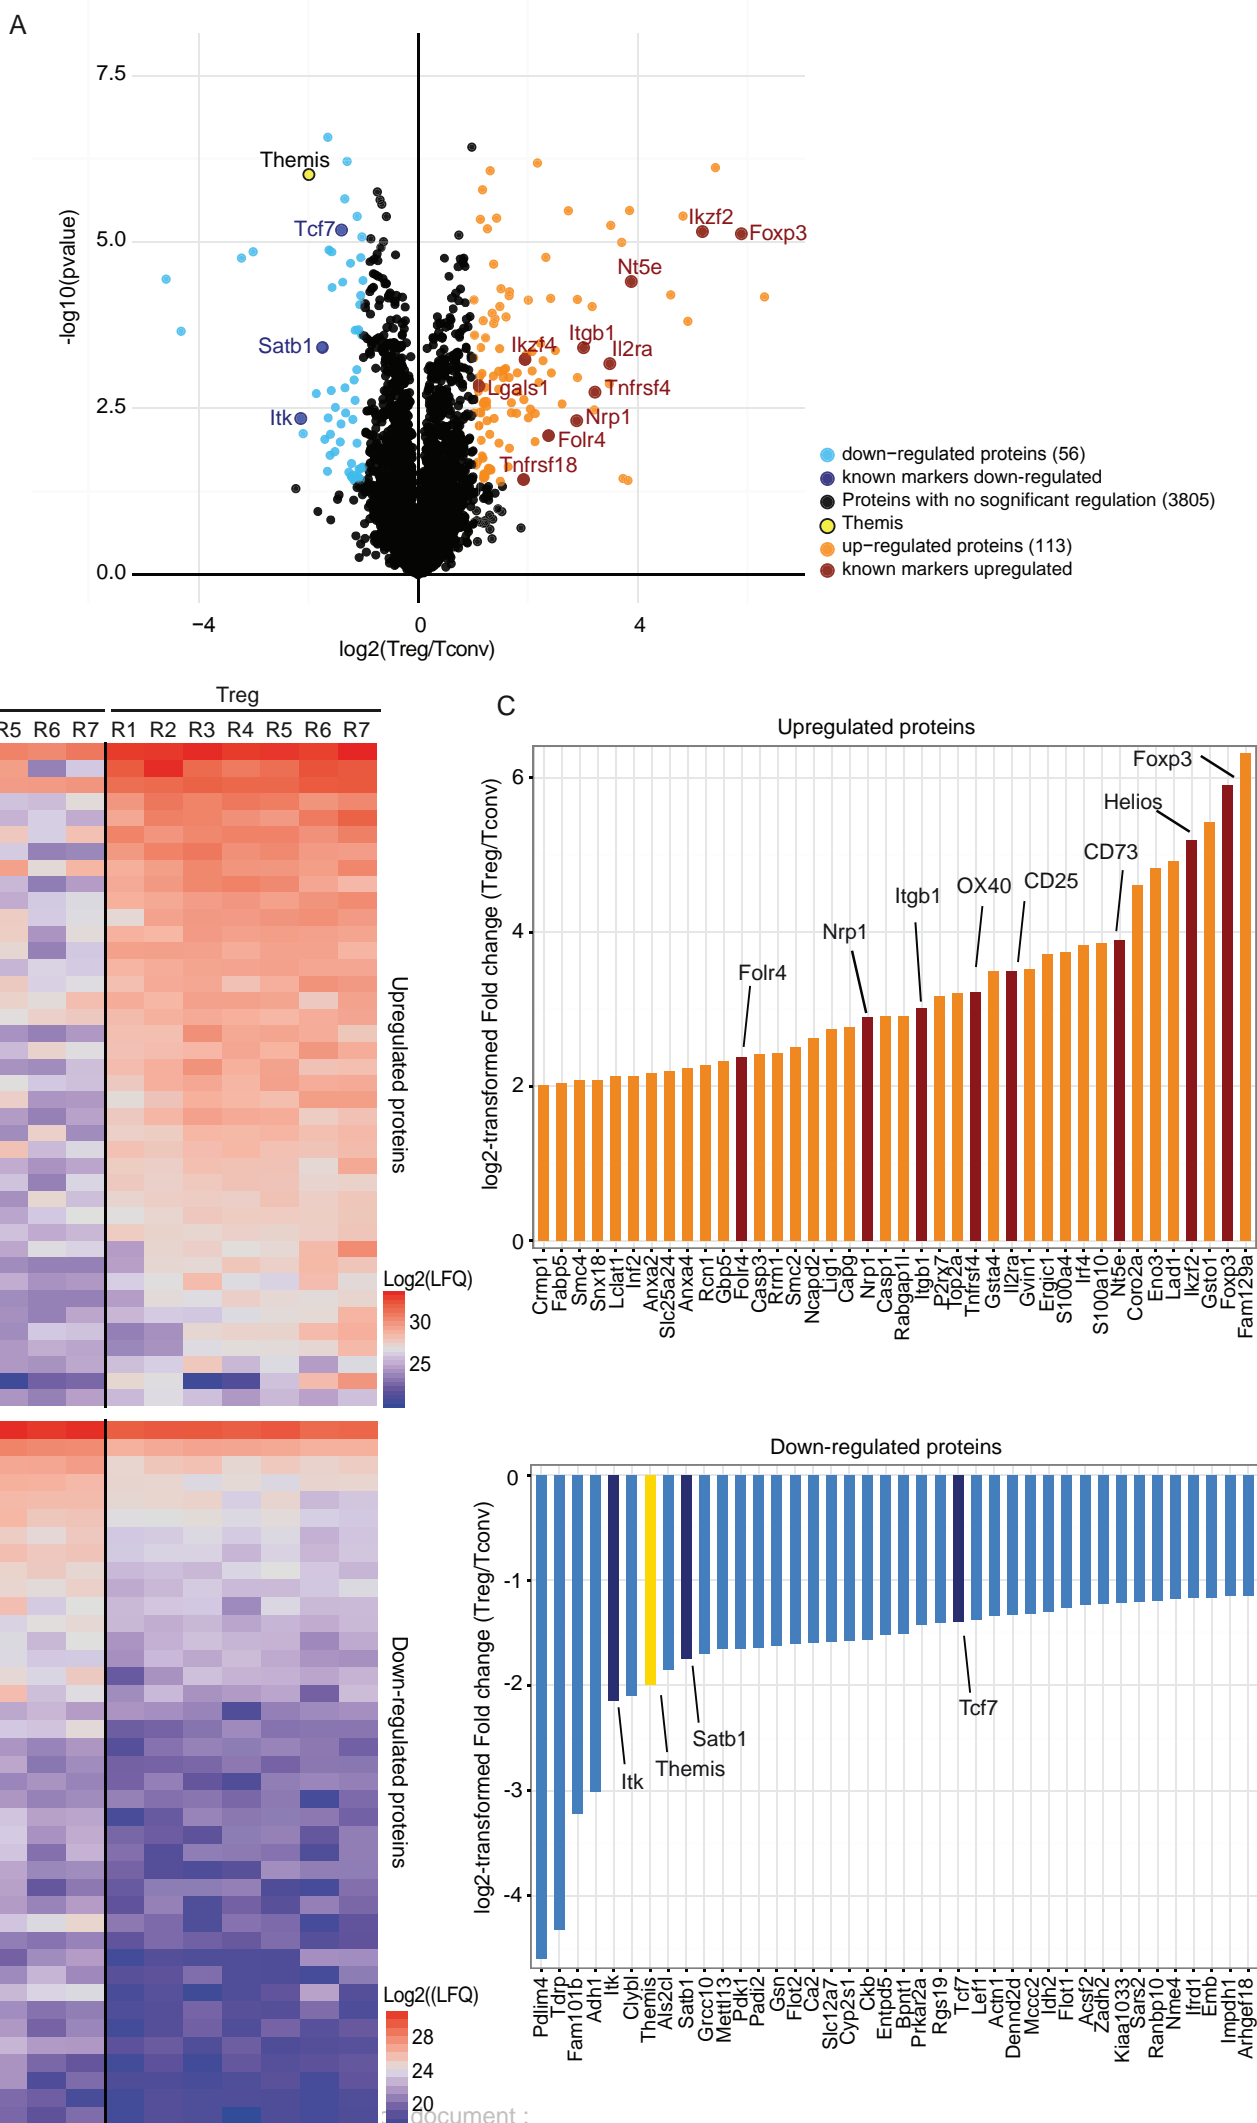 A
7.5
5.0
2.5
0.0
-log10(pvalue)
−4
0
4
log2(Treg/Tconv)
Themis
Tcf7
Satb1
Itk
Ikzf2
Foxp3
Nt5e
Itgb1
Ikzf4
Il2ra
Lgals1
Tnfrsf4
Nrp1
Folr4
Tnfrsf18
down−regulated proteins (56)
known markers down-regulated
Proteins with no sognificant regulation (3805)
Themis
up−regulated proteins (113)
known markers upregulated
Treg
R5 R6 R7 R1 R2 R3 R4 R5 R6 R7
Upregulated proteins
Log2(LFQ)
30
25
Down-regulated proteins
Log2((LFQ)
28
24
20
document :
C
Upregulated proteins
log2-transformed Fold change (Treg/Tconv)
6
4
2
0
Folr4
Nrp1
Itgb1
OX40
CD25
CD73
Helios
Foxp3
Crmp1
Fabp5
Smc4
Snx18
Lclat1
Inf2
Anxa2
Slc25a24
Anxa4
Rcn1
Gbp5
Folr4
Casp3
Rrm1
Smc2
Ncapd2
Lig1
Capg
Nrp1
Casp1
Rabgap1l
Itgb1
P2rx7
Top2a
Tnfrsf4
Gsta4
Il2ra
Gvin1
Ergic1
S100a4
Irf4
S100a10
Nt5e
Coro2a
Eno3
Lad1
Ikzf2
Gsto1
Foxp3
Fam129a
Down-regulated proteins
log2-transformed Fold change (Treg/Tconv)
0
-1
-2
-3
-4
Itk
Themis
Satb1
Tcf7
Pdlim4
Tdrp
Fam101b
Adh1
Itk
Clybl
Themis
Als2cl
Satb1
Grcc10
Mettl13
Pdk1
Padi2
Gsn
Flot2
Ca2
Slc12a7
Cyp2s1
Ckb
Entpd5
Bpnt1
Prkar2a
Rgs19
Tcf7
Lef1
Actn1
Dennd2d
Mccc2
Idh2
Flot1
Acsf2
Zadh2
Kiaa1033
Sars2
Ranbp10
Nme4
Ifrd1
Emb
Impdh1
Arhgef18